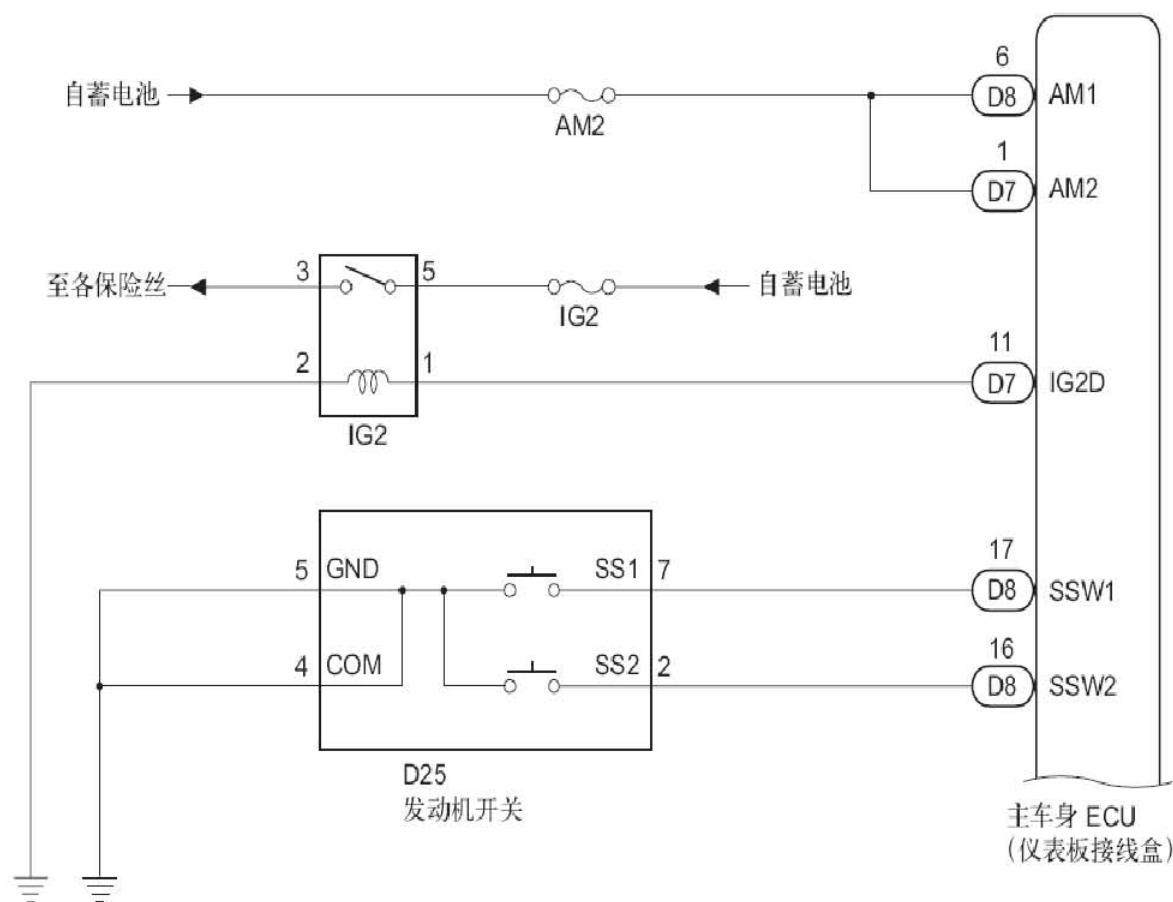 6
自蓄电池
D8
AM1
AM2
1
D7
AM2
至各保险丝
3
5
自蓄电池
IG2
2
1
11
D7
IG2D
IG2
5
GND
SS1
7
17
D8
SSW1
4
COM
SS2
2
16
D8
SSW2
D25
发动机开关
主车身 ECU
(仪表板接线盒)